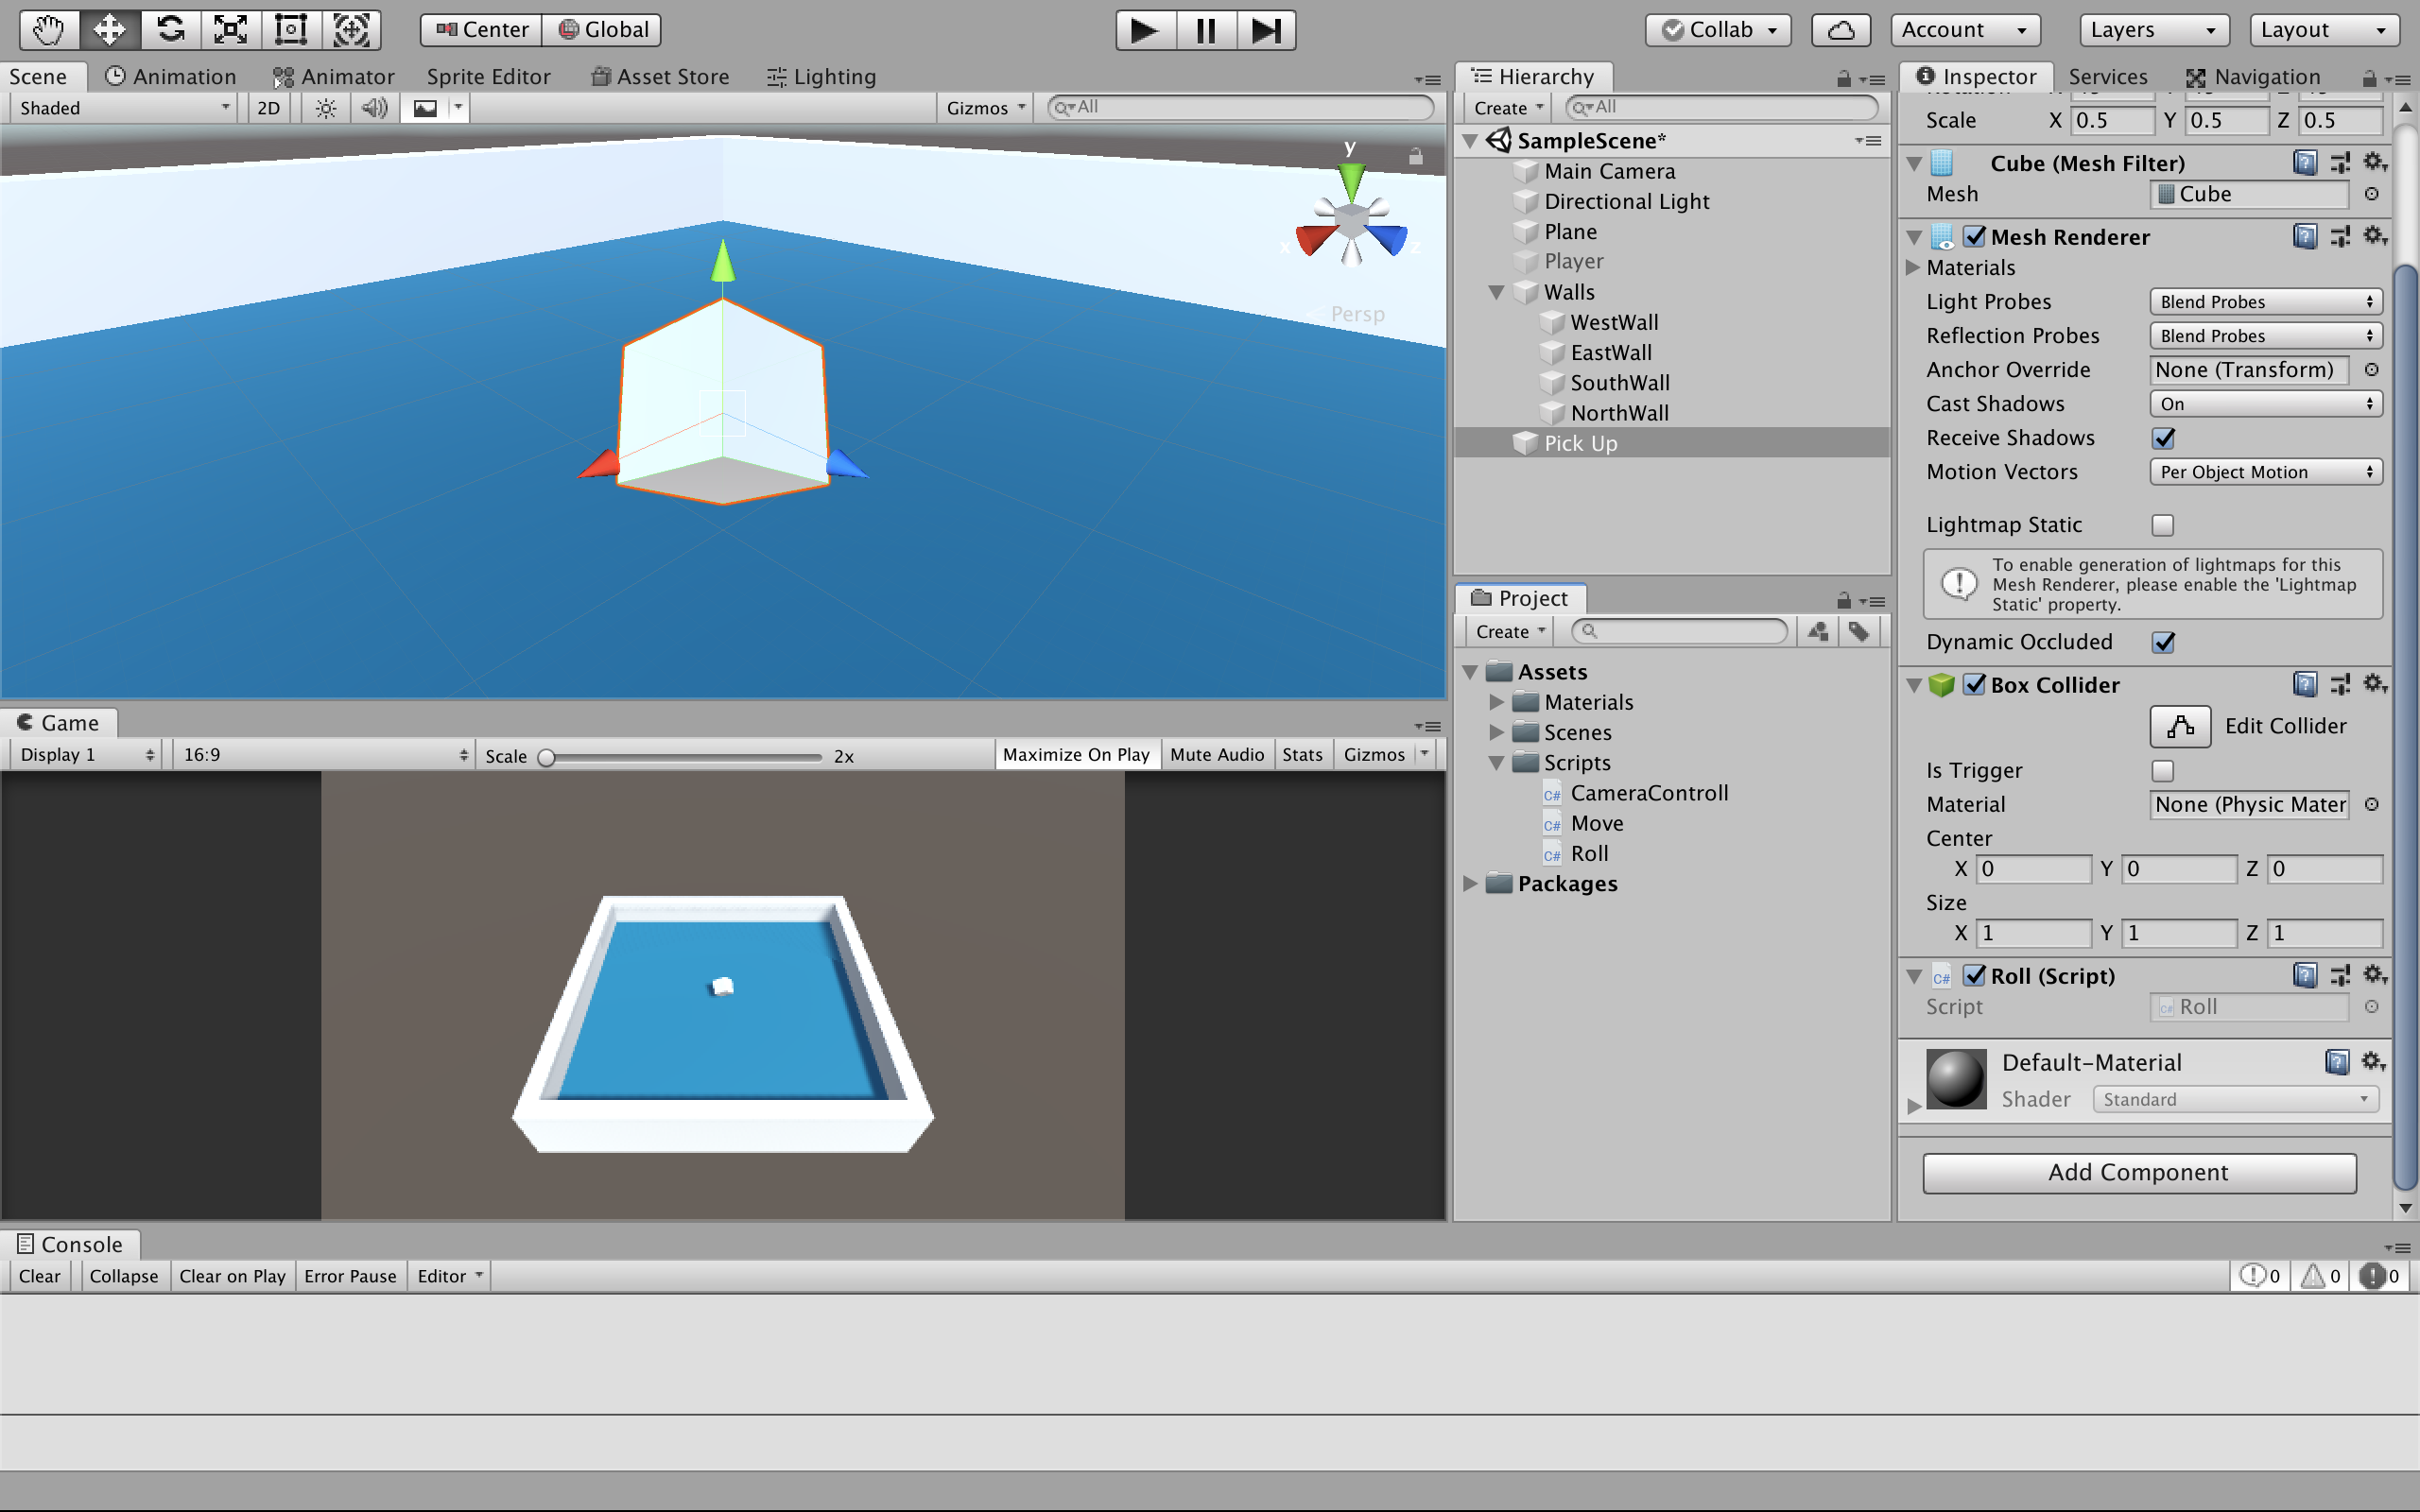 Center Global Collab Account Layers Layout
Scene Animation Animator Sprite Editor Asset Store Lighting
Shaded 2D Gizmos All
y
x z
Persp
Game
Display 1 16:9 Scale 2x Maximize On Play Mute Audio Stats Gizmos
Hierarchy
Create All
SampleScene*
Main Camera
Directional Light
Plane
Player
Walls
WestWall
EastWall
SouthWall
NorthWall
Pick Up
Project
Create
Assets
Materials
Scenes
Scripts
C# CameraControll
C# Move
C# Roll
Packages
Inspector Services Navigation
Scale X 0.5 Y 0.5 Z 0.5
Cube (Mesh Filter)
Mesh Cube
Mesh Renderer
Materials
Light Probes Blend Probes
Reflection Probes Blend Probes
Anchor Override None (Transform)
Cast Shadows On
Receive Shadows
Motion Vectors Per Object Motion
Lightmap Static
To enable generation of lightmaps for this
Mesh Renderer, please enable the 'Lightmap
Static' property.
Dynamic Occluded
Box Collider
Edit Collider
Is Trigger
Material None (Physic Mater
Center
X 0 Y 0 Z 0
Size
X 1 Y 1 Z 1
C# Roll (Script)
Script C# Roll
Default-Material
Shader Standard
Add Component
Console
Clear Collapse Clear on Play Error Pause Editor 0 0 0